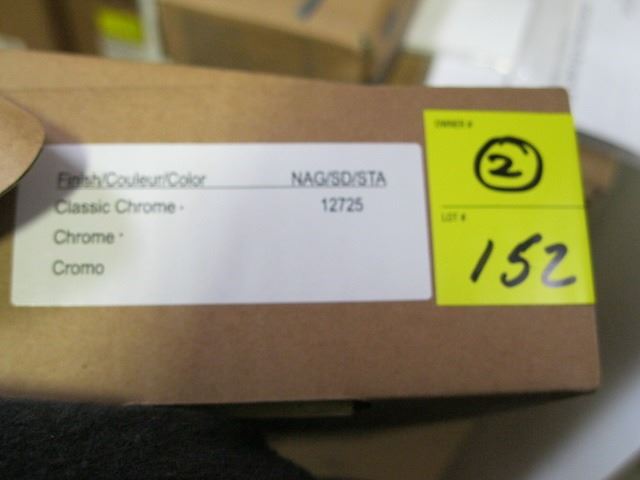 Finish/Couleur/Color NAG/SD/STA
Classic Chrome 12725
Chrome
Cromo
OWNER #
2
LOT #
152